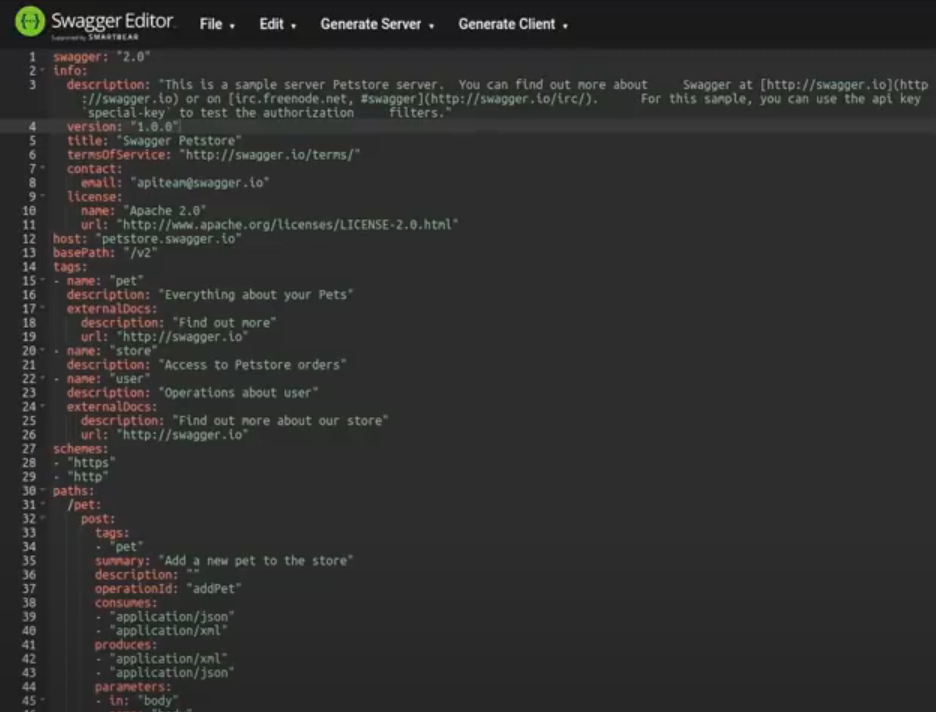 Swagger Editor
Supported by SMARTBEAR
File
Edit
Generate Server
Generate Client
1 swagger: "2.0"
2 info:
3 description: "This is a sample server Petstore server.  You can find out more about     Swagger at [http://swagger.io](http
://swagger.io) or on [irc.freenode.net, #swagger](http://swagger.io/irc/).      For this sample, you can use the api key
`special-key` to test the authorization     filters."
4 version: "1.0.0"
5 title: "Swagger Petstore"
6 termsOfService: "http://swagger.io/terms/"
7 contact:
8 email: "apiteam@swagger.io"
9 license:
10 name: "Apache 2.0"
11 url: "http://www.apache.org/licenses/LICENSE-2.0.html"
12 host: "petstore.swagger.io"
13 basePath: "/v2"
14 tags:
15 - name: "pet"
16 description: "Everything about your Pets"
17 externalDocs:
18 description: "Find out more"
19 url: "http://swagger.io"
20 - name: "store"
21 description: "Access to Petstore orders"
22 - name: "user"
23 description: "Operations about user"
24 externalDocs:
25 description: "Find out more about our store"
26 url: "http://swagger.io"
27 schemes:
28 - "https"
29 - "http"
30 paths:
31 /pet:
32 post:
33 tags:
34 - "pet"
35 summary: "Add a new pet to the store"
36 description: ""
37 operationId: "addPet"
38 consumes:
39 - "application/json"
40 - "application/xml"
41 produces:
42 - "application/xml"
43 - "application/json"
44 parameters:
45 - in: "body"